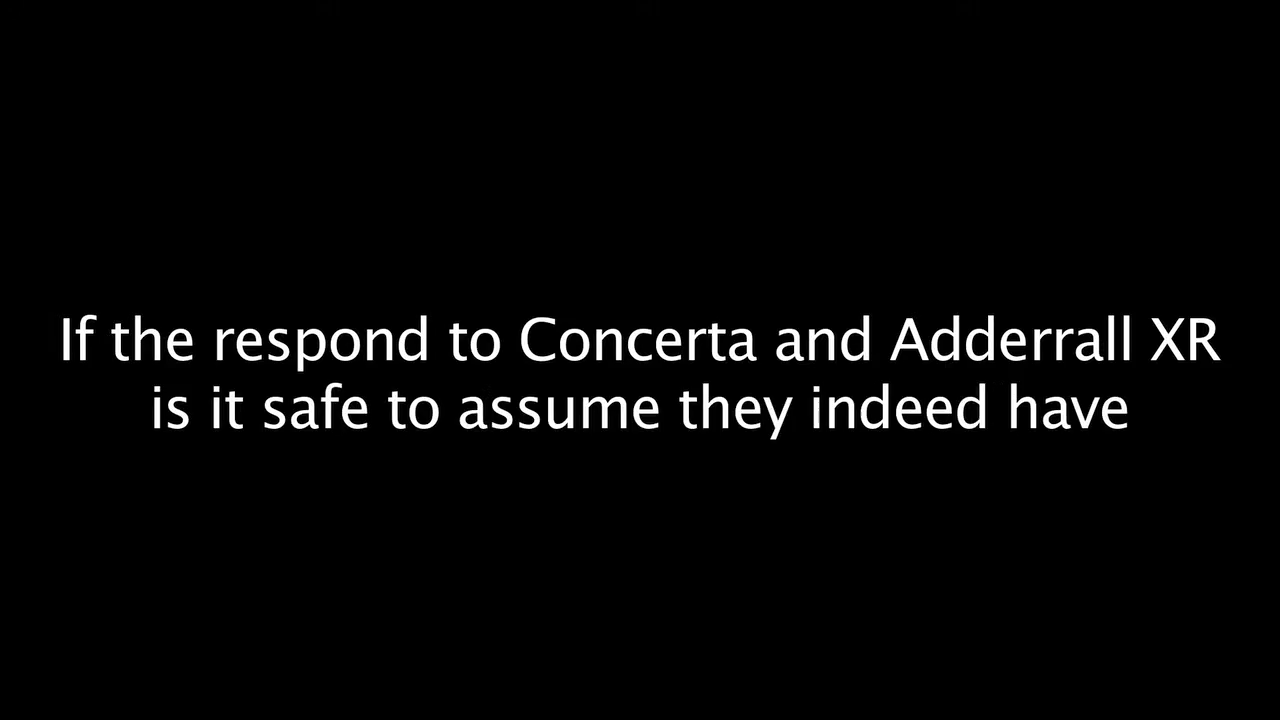 If the respond to Concerta and Adderrall XR
is it safe to assume they indeed have